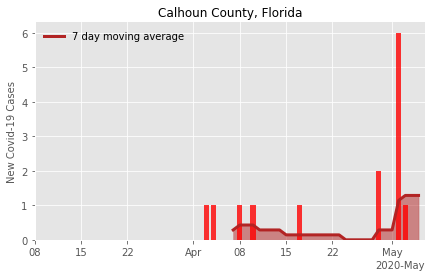 Calhoun County, Florida
7 day moving average
New Covid-19 Cases
6
5
4
3
2
1
0
08 15 22 Apr 08 15 22 May
2020-May